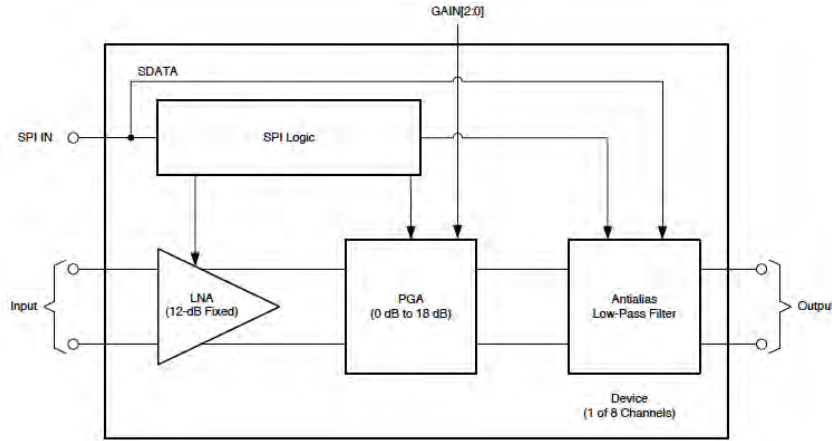 GAIN[2:0]
SDATA
SPI IN
SPI Logic
Input
LNA
(12-dB Fixed)
PGA
(0 dB to 18 dB)
Antialias
Low-Pass Filter
Output
Device
(1 of 8 Channels)